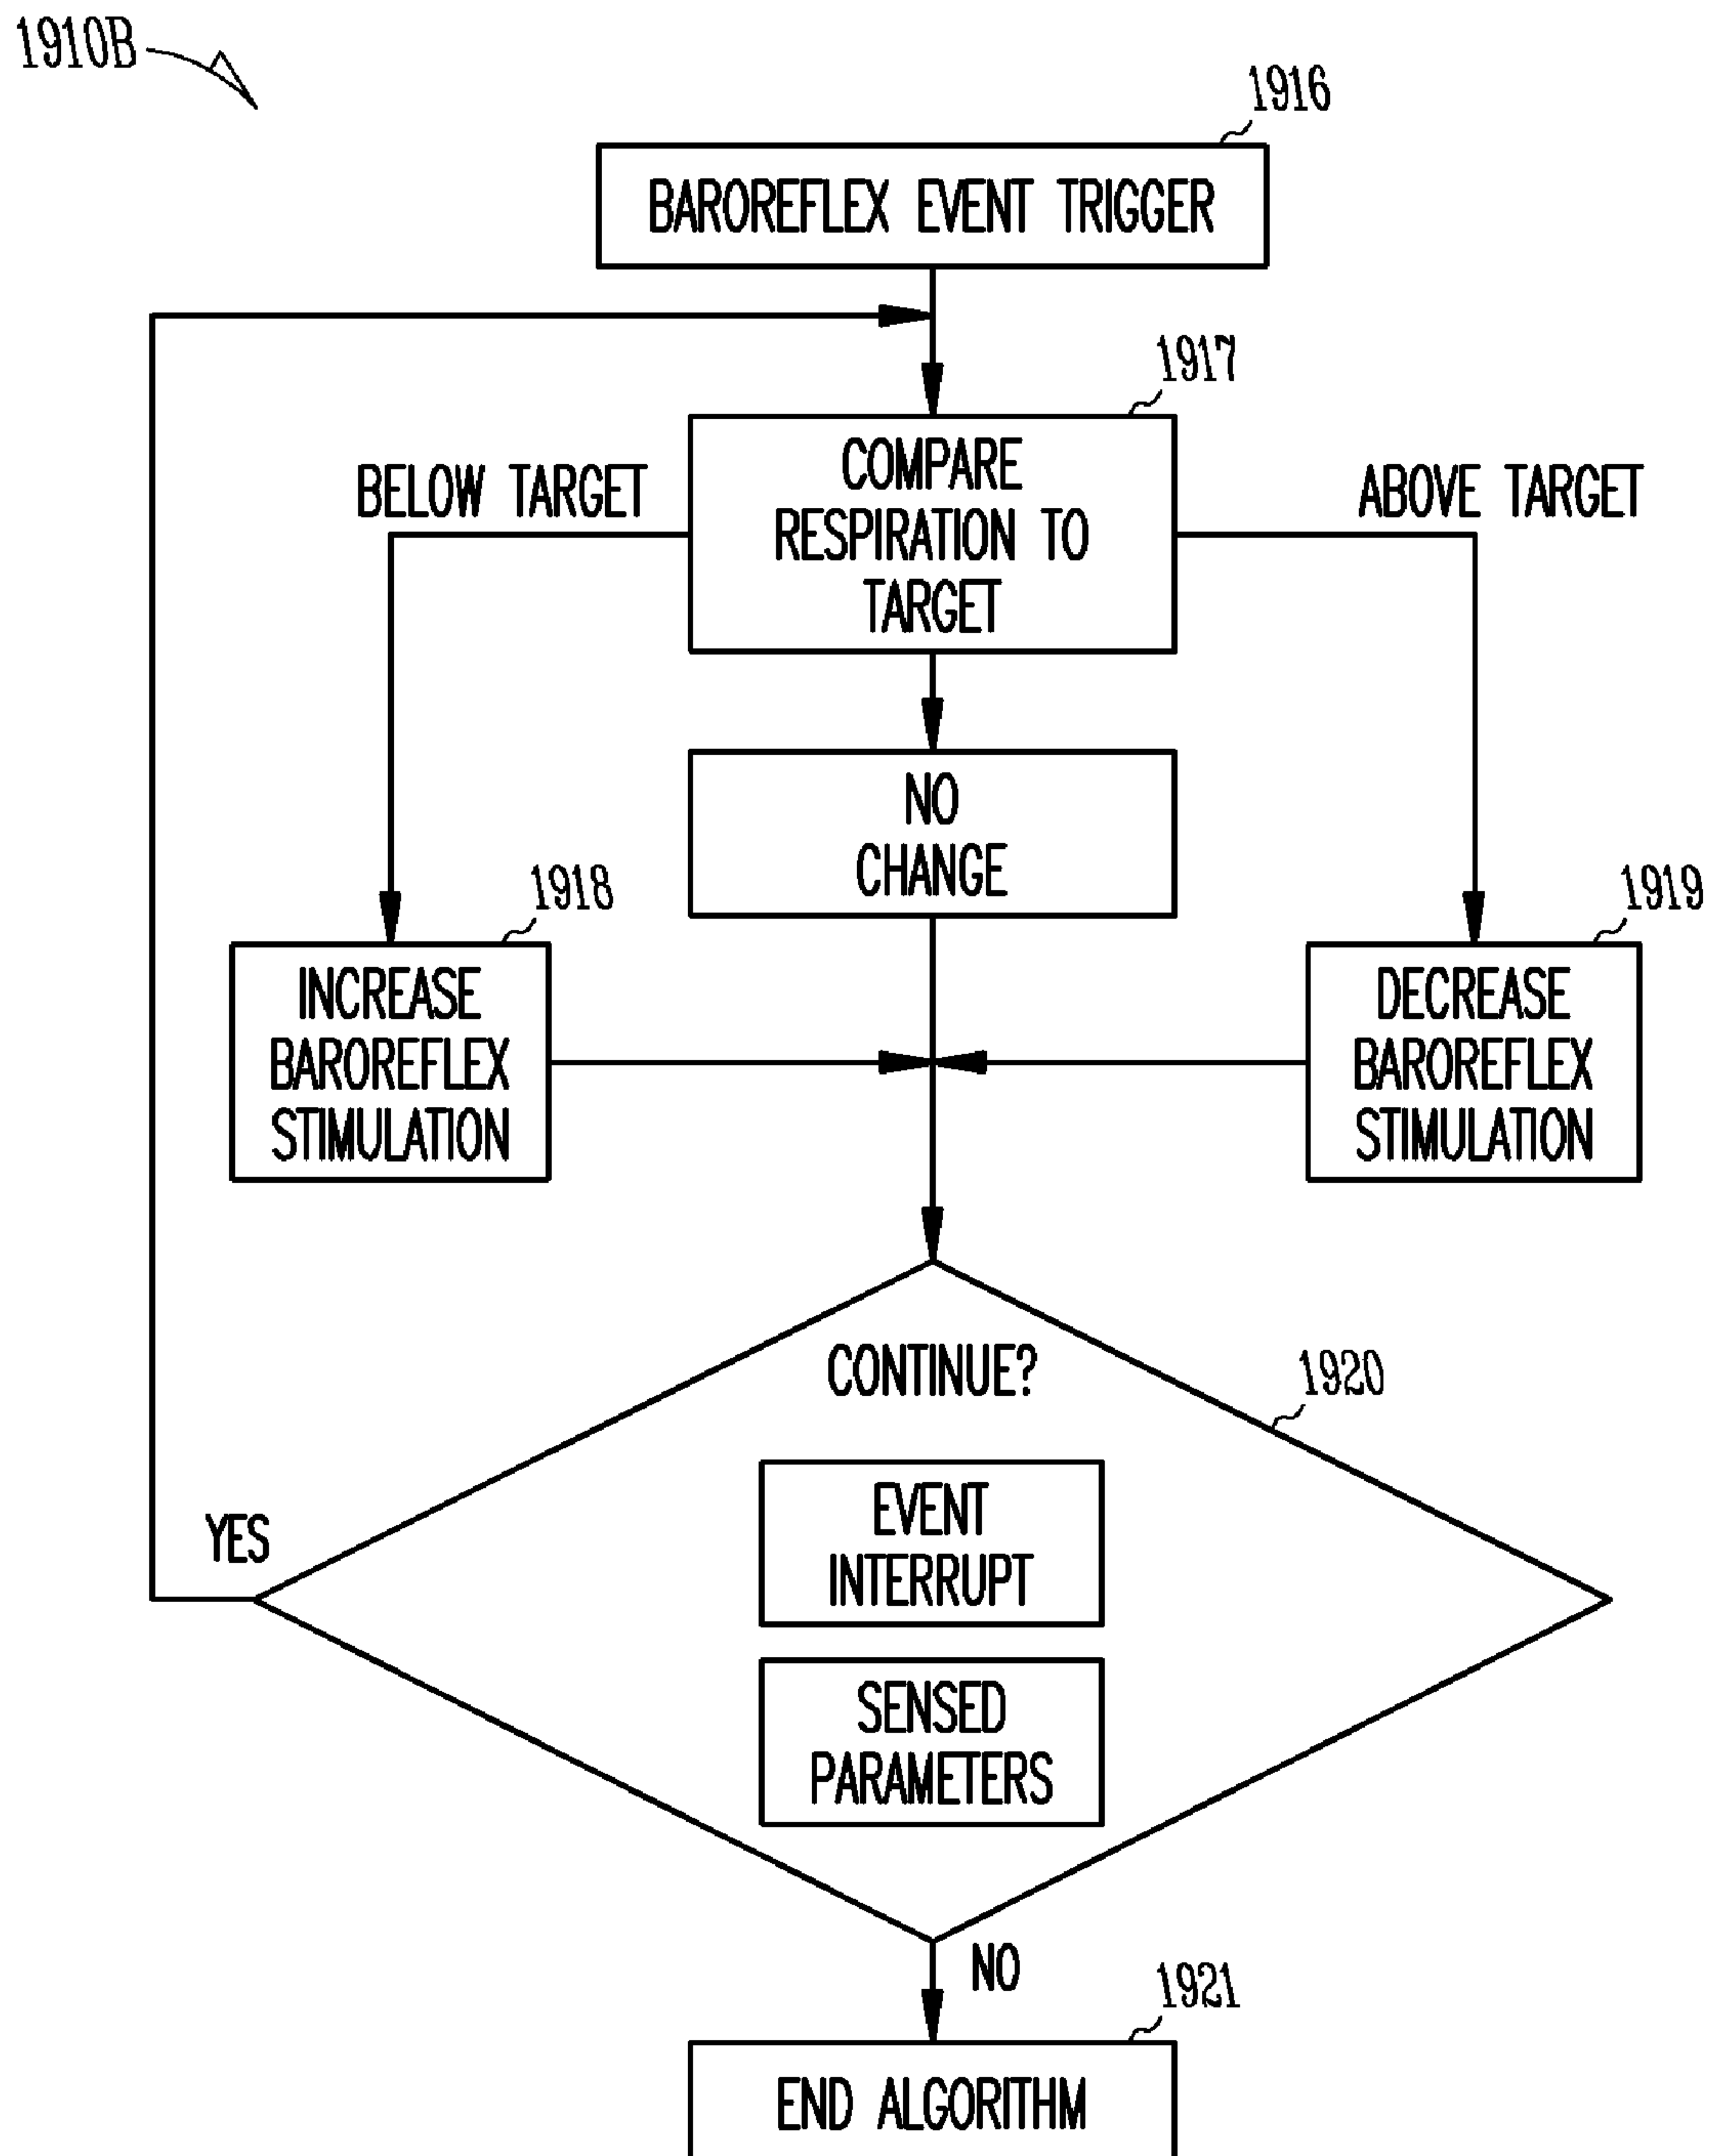 1910B
1916
BAROREFLEX EVENT TRIGGER
1917
COMPARE
RESPIRATION TO
TARGET
BELOW TARGET
ABOVE TARGET
NO
CHANGE
1918
INCREASE
BAROREFLEX
STIMULATION
1919
DECREASE
BAROREFLEX
STIMULATION
CONTINUE?
1920
EVENT
INTERRUPT
YES
SENSED
PARAMETERS
NO
1921
END ALGORITHM